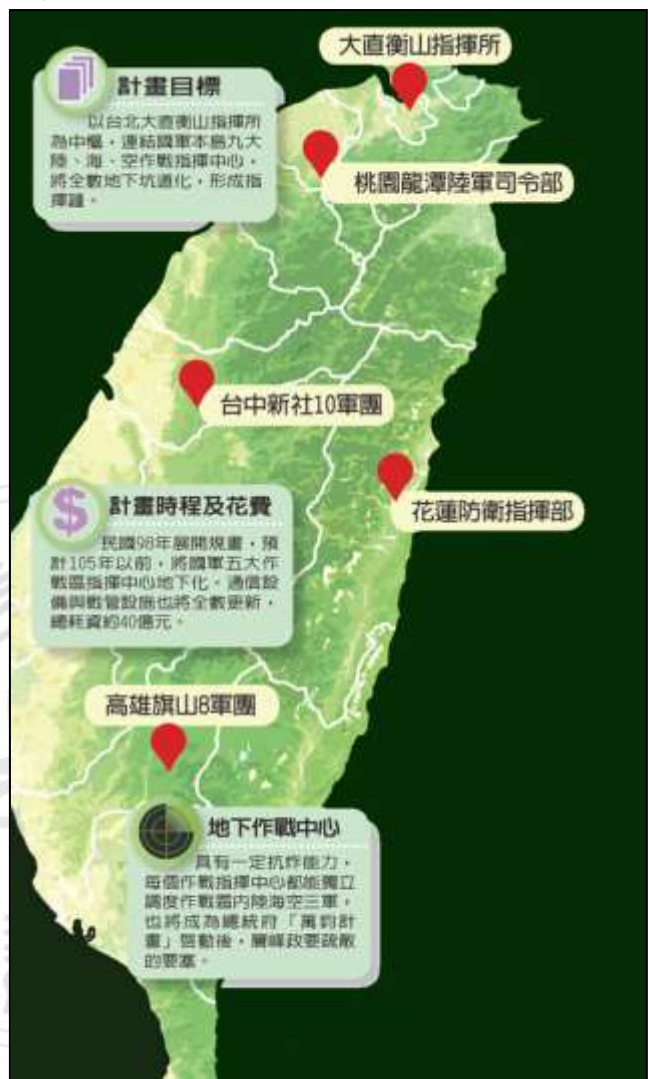 大直衡山指揮所
計畫目標
以台北大直衡山指揮所
為中樞，連結國軍本島九大
陸、海、空作戰指揮中心，
將全數地下坑道化，形成指
揮鏈。
桃園龍潭陸軍司令部
台中新社10軍團
計畫時程及花費
民國98年展開規畫，預
計105年以前，將國軍五大作
戰區指揮中心地下化。通信設
備與戰管設施也將全數更新，
總耗資約40億元。
花蓮防衛指揮部
高雄旗山8軍團
地下作戰中心
具有一定抗炸能力，
每個作戰指揮中心都能獨立
調度作戰區內陸海空三軍，
也將成為總統府「萬鈞計
畫」啟動後，層峰政要疏散
的要塞。